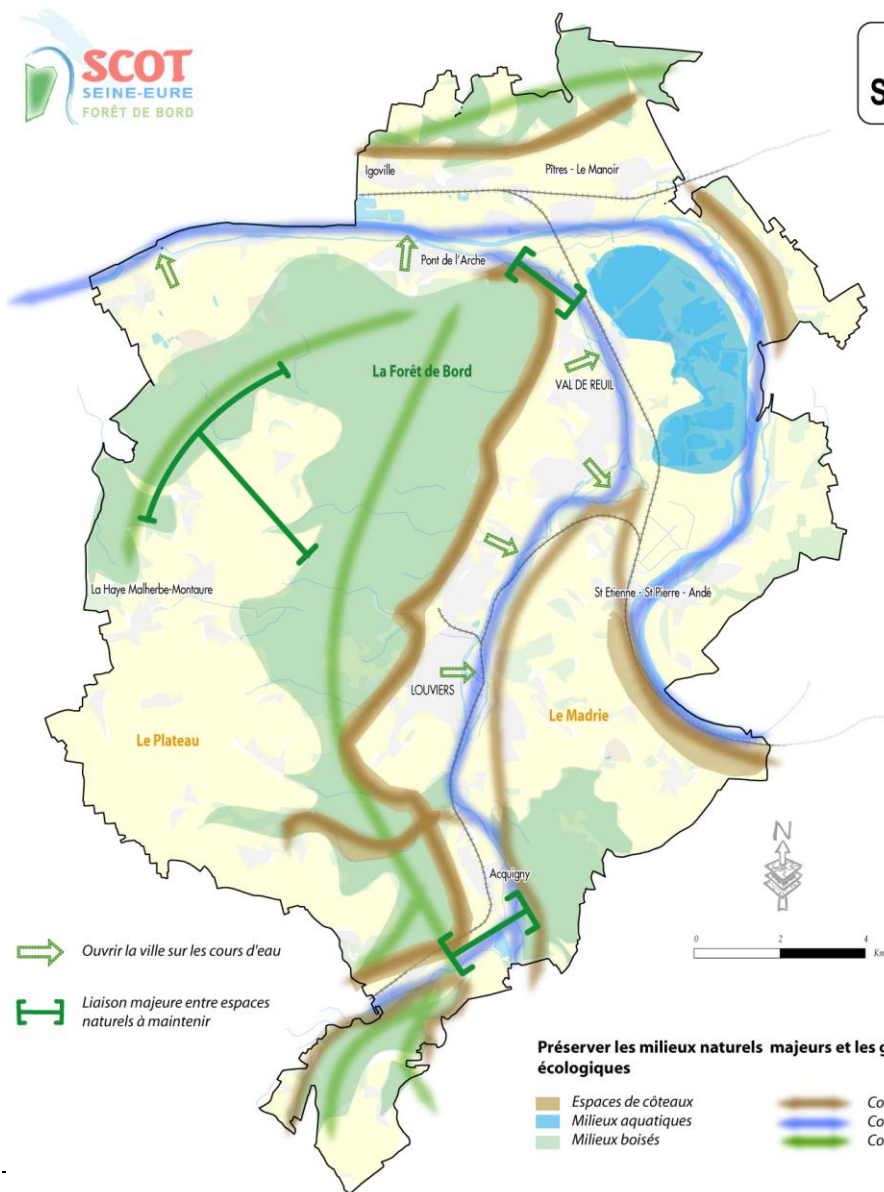 SCOT
SEINE-EURE
FORÊT DE BORD
S
Igoville
Pîtres - Le Manoir
Pont de l'Arche
La Forêt de Bord
VAL DE REUIL
La Haye Malherbe-Montaure
St Etienne - St Pierre - Andé
LOUVIERS
Le Plateau
Le Madrie
Acquigny
N
0 2 4
Km
Ouvrir la ville sur les cours d'eau
Liaison majeure entre espaces
naturels à maintenir
Préserver les milieux naturels majeurs et les g
écologiques
Espaces de côteaux
Milieux aquatiques
Milieux boisés
Co
Co
Co
-